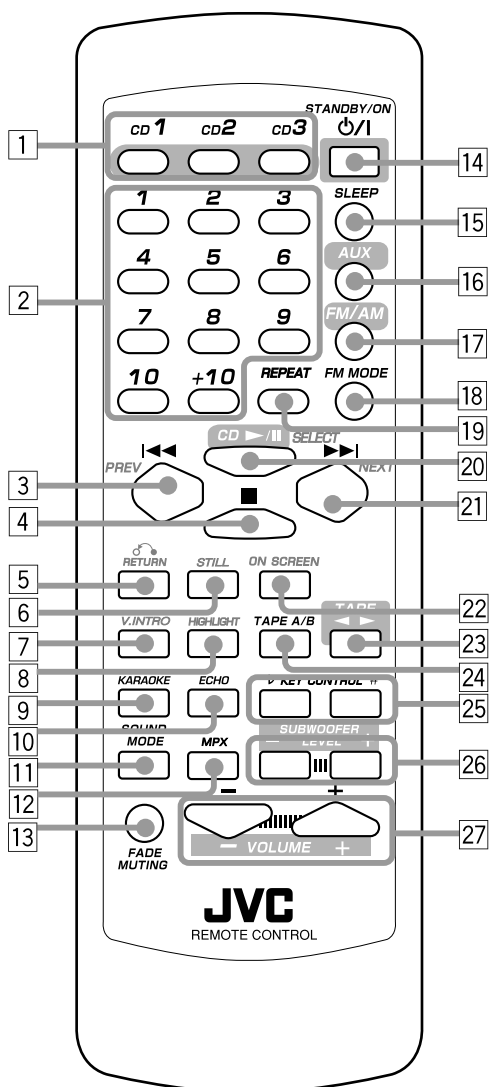 STANDBY/ON
CD 1 CD 2 CD 3 ⏻/I
1
14
1 2 3 SLEEP
15
4 5 6 AUX
2
16
7 8 9 FM/AM
17
10 +10 REPEAT FM MODE
18
19
CD ►/II SELECT
20
PREV NEXT
3
21
4
RETURN STILL ON SCREEN
5
6
22
V.INTRO HIGHLIGHT TAPE A/B TAPE
7
23
8
24
KARAOKE ECHO KEY CONTROL
9
25
10
SOUND MODE MPX SUBWOOFER LEVEL
− +
11
26
12
− +
13
27
FADE MUTING
− VOLUME +
JVC
REMOTE CONTROL